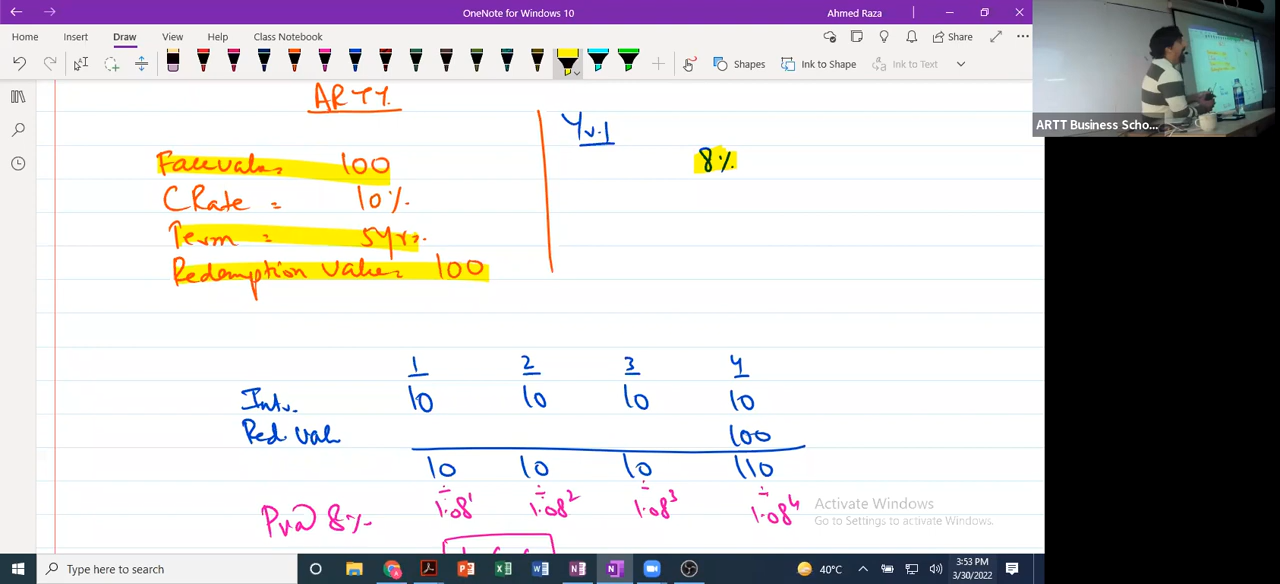 OneNote for Windows 10
Ahmed Raza
Home Insert Draw View Help Class Notebook
Share
Shapes Ink to Shape Ink to Text
ARTT
Face value 100
C Rate = 10%
Term = 5yrs.
Redemption Value = 100
Yr.1
8%
1 2 3 4
Intr. 10 10 10 10
Red. Val 100
10 10 10 110
÷ ÷ ÷ ÷
Pv@ 8% 1.08¹ 1.08² 1.08³ 1.08⁴
Activate Windows
Go to Settings to activate Windows.
ARTT Business Scho...
Type here to search
40°C
3:53 PM
3/30/2022